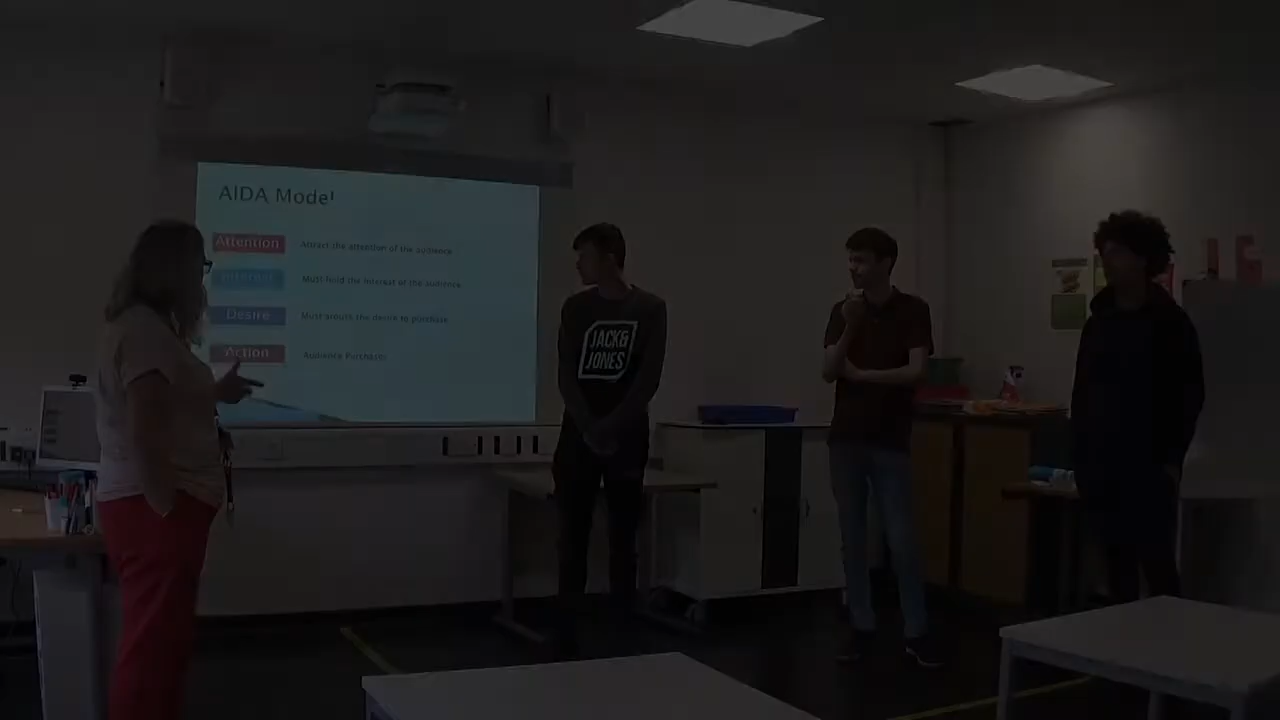 AIDA Model
Attention Attract the attention of the audience
Interest Must hold the interest of the audience
Desire Must arouse the desire to purchase
Action Audience Purchases
JACK&
JONES